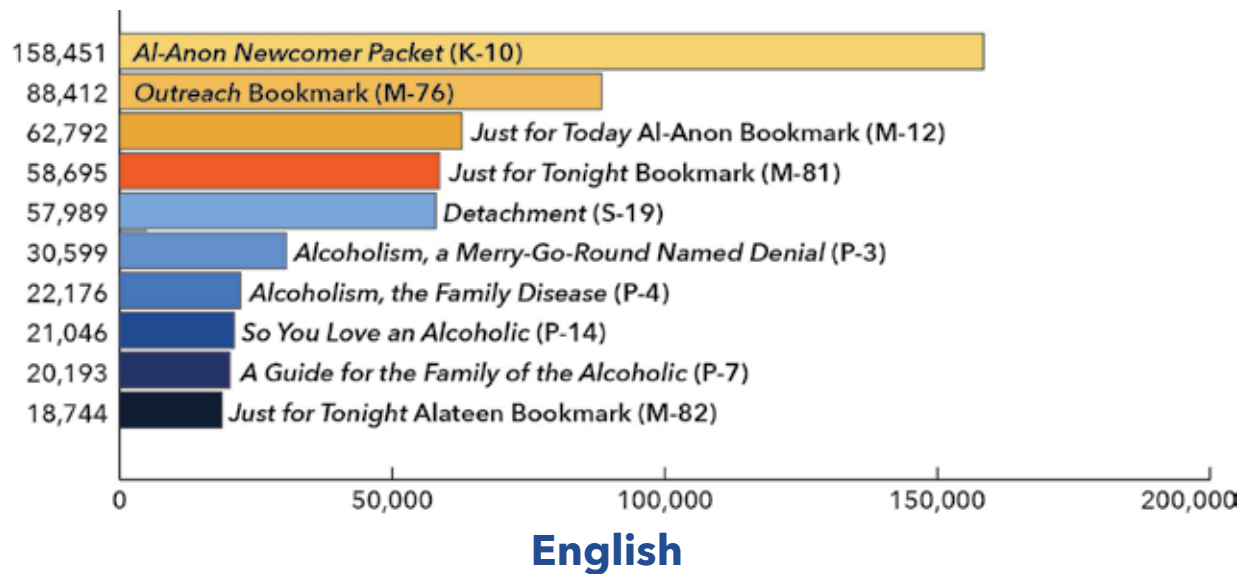 158,451 Al-Anon Newcomer Packet (K-10)
88,412 Outreach Bookmark (M-76)
62,792 Just for Today Al-Anon Bookmark (M-12)
58,695 Just for Tonight Bookmark (M-81)
57,989 Detachment (S-19)
30,599 Alcoholism, a Merry-Go-Round Named Denial (P-3)
22,176 Alcoholism, the Family Disease (P-4)
21,046 So You Love an Alcoholic (P-14)
20,193 A Guide for the Family of the Alcoholic (P-7)
18,744 Just for Tonight Alateen Bookmark (M-82)
0 50,000 100,000 150,000 200,000
English